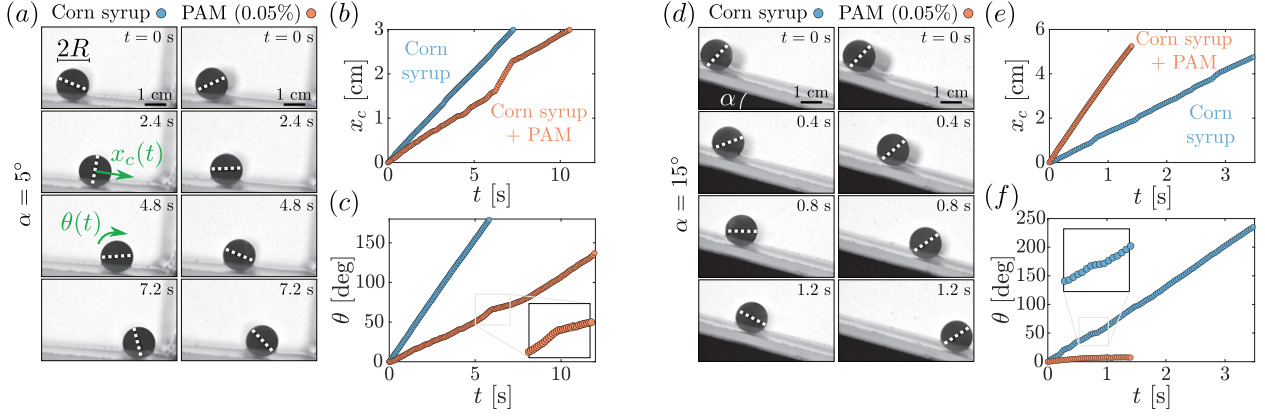 (a) Corn syrup PAM (0.05%)
α = 5°
t = 0 s
2R
1 cm
t = 0 s
1 cm
2.4 s
x_c(t)
2.4 s
4.8 s
θ(t)
4.8 s
7.2 s
7.2 s
(b)
x_c [cm]
3
2
1
0
Corn
syrup
Corn syrup
+ PAM
0 5 10
t [s]
(c)
θ [deg]
150
100
50
0
0 5 10
t [s]
(d) Corn syrup PAM (0.05%)
α = 15°
t = 0 s
α
1 cm
t = 0 s
1 cm
0.4 s
0.4 s
0.8 s
0.8 s
1.2 s
1.2 s
(e)
x_c [cm]
6
4
2
0
Corn syrup
+ PAM
Corn
syrup
0 1 2 3
t [s]
(f)
θ [deg]
250
200
150
100
50
0
0 1 2 3
t [s]